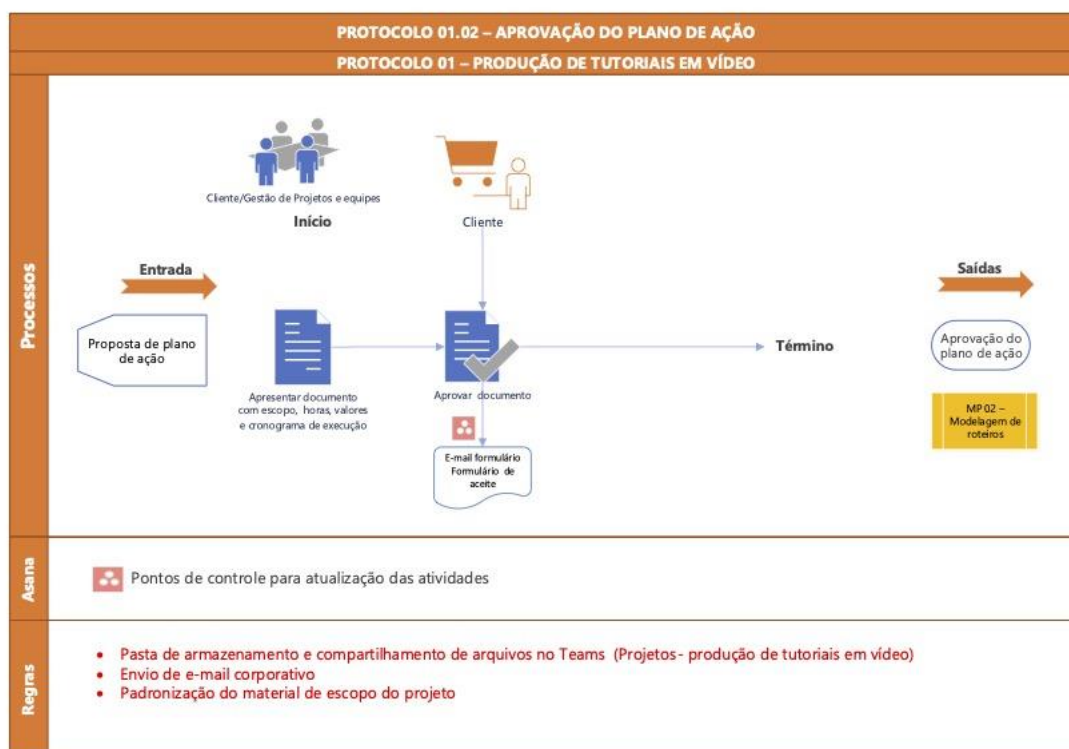 PROTOCOLO 01.02 – APROVAÇÃO DO PLANO DE AÇÃO
PROTOCOLO 01 – PRODUÇÃO DE TUTORIAIS EM VÍDEO
Processos
Cliente/Gestão de Projetos e equipes
Início
Cliente
Entrada
Saídas
Proposta de plano
de ação
Término
Aprovação do
plano de ação
Apresentar documento
com escopo, horas, valores
e cronograma de execução
Aprovar documento
MP 02 –
Modelagem de
roteiros
E-mail formulário
Formulário de
aceite
Asana
Pontos de controle para atualização das atividades
Regras
• Pasta de armazenamento e compartilhamento de arquivos no Teams (Projetos- produção de tutoriais em vídeo)
• Envio de e-mail corporativo
• Padronização do material de escopo do projeto